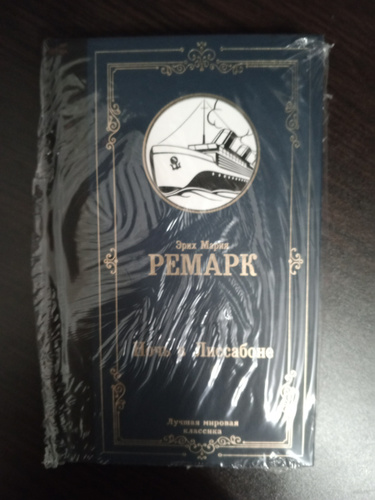 Эрих Мария
РЕМАРК
Ночь в Лиссабоне
Лучшая мировая
классика